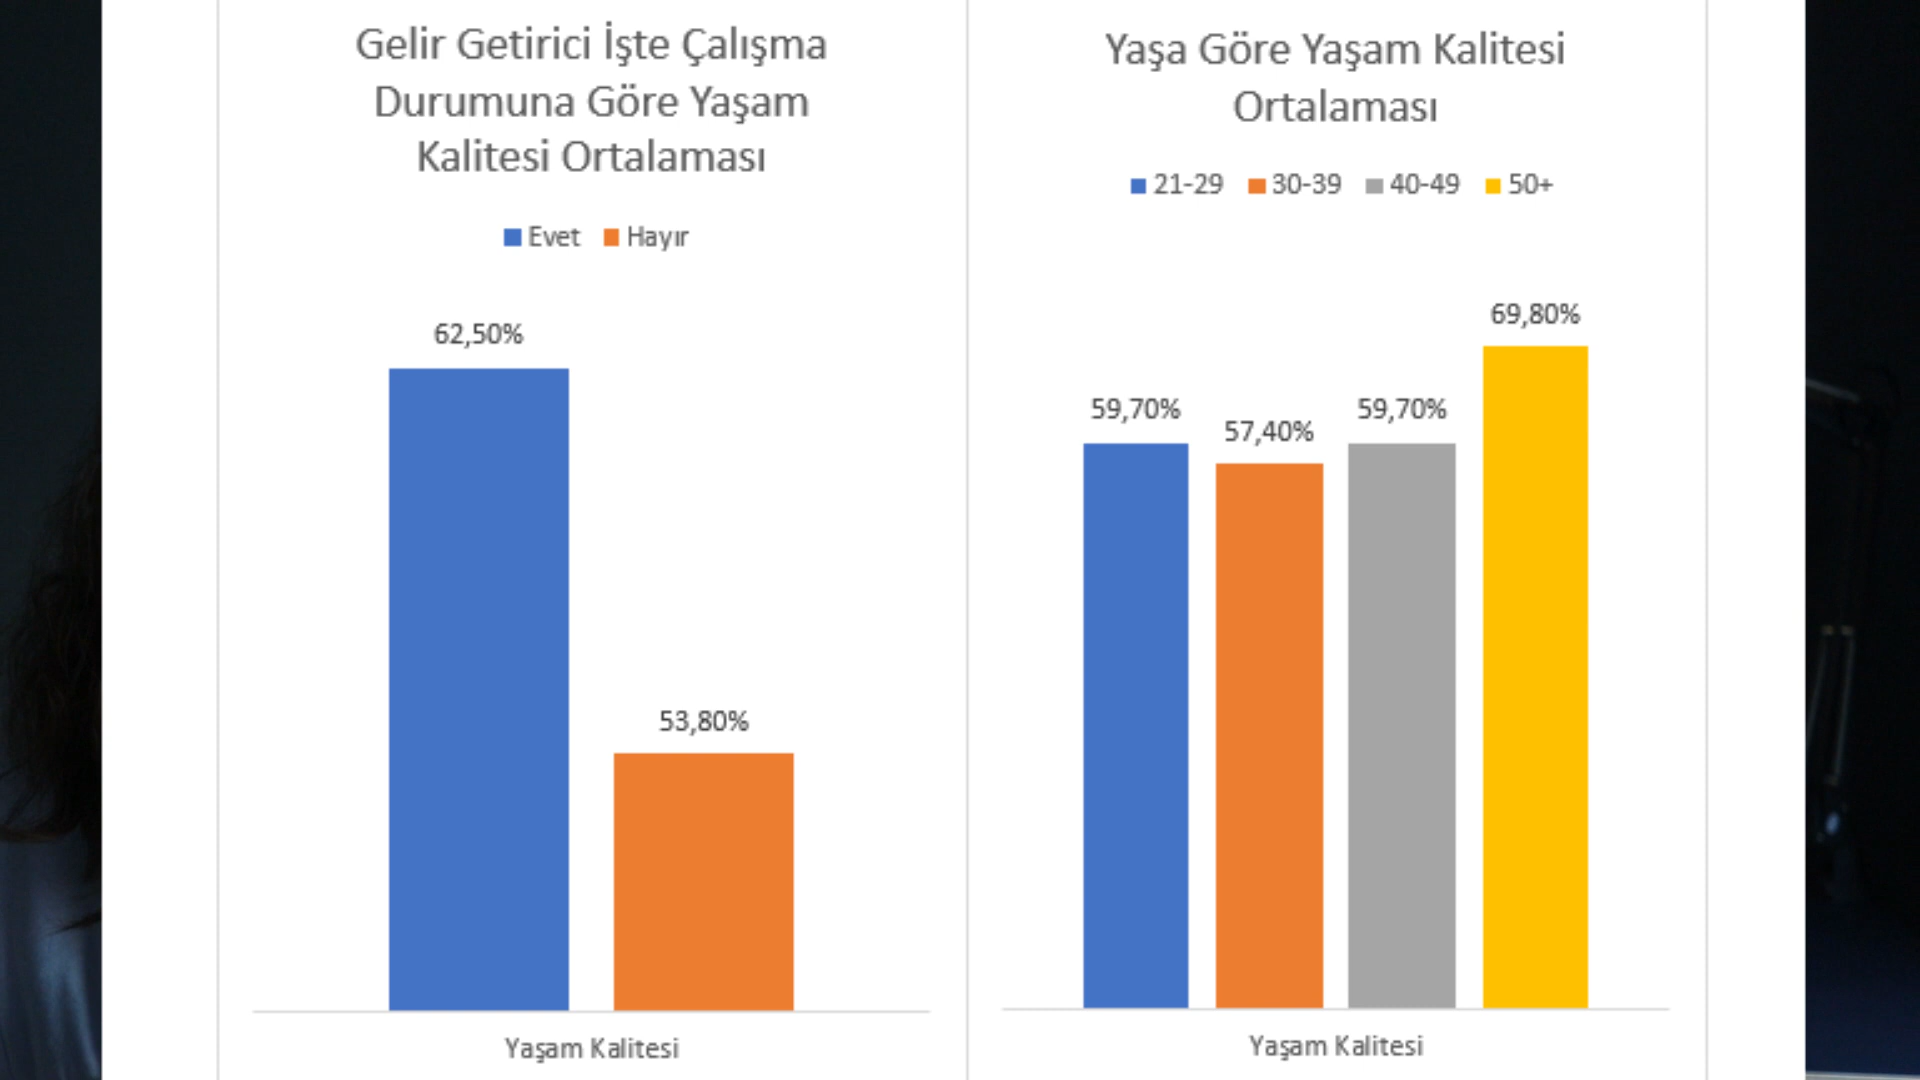 Gelir Getirici İşte Çalışma
Durumuna Göre Yaşam
Kalitesi Ortalaması
Evet Hayır
62,50%
53,80%
Yaşam Kalitesi
Yaşa Göre Yaşam Kalitesi
Ortalaması
21-29 30-39 40-49 50+
59,70%
57,40%
59,70%
69,80%
Yaşam Kalitesi